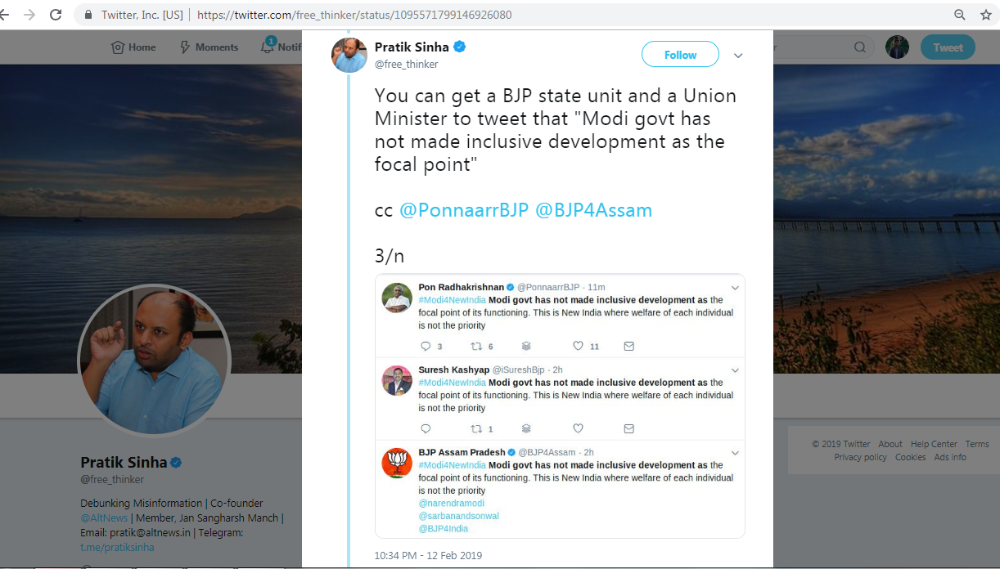 Twitter, Inc. [US] | https://twitter.com/free_thinker/status/1095571799146926080
Home Moments 1 Notif Tweet
Pratik Sinha
@free_thinker
Follow
You can get a BJP state unit and a Union
Minister to tweet that "Modi govt has
not made inclusive development as the
focal point"
cc @PonnaarrBJP @BJP4Assam
3/n
Pon Radhakrishnan @PonnaarrBJP · 11m
#Modi4NewIndia Modi govt has not made inclusive development as the
focal point of its functioning. This is New India where welfare of each individual
is not the priority
3 6 11
Suresh Kashyap @iSureshBjp · 2h
#Modi4NewIndia Modi govt has not made inclusive development as the
focal point of its functioning. This is New India where welfare of each individual
is not the priority
1
BJP Assam Pradesh @BJP4Assam · 2h
#Modi4NewIndia Modi govt has not made inclusive development as the
focal point of its functioning. This is New India where welfare of each individual
is not the priority
@narendramodi
@sarbanandsonwal
@BJP4India
10:34 PM - 12 Feb 2019
Pratik Sinha
@free_thinker
Debunking Misinformation | Co-founder
@AltNews | Member, Jan Sangharsh Manch |
Email: pratik@altnews.in | Telegram:
t.me/pratiksinha
© 2019 Twitter About Help Center Terms
Privacy policy Cookies Ads info